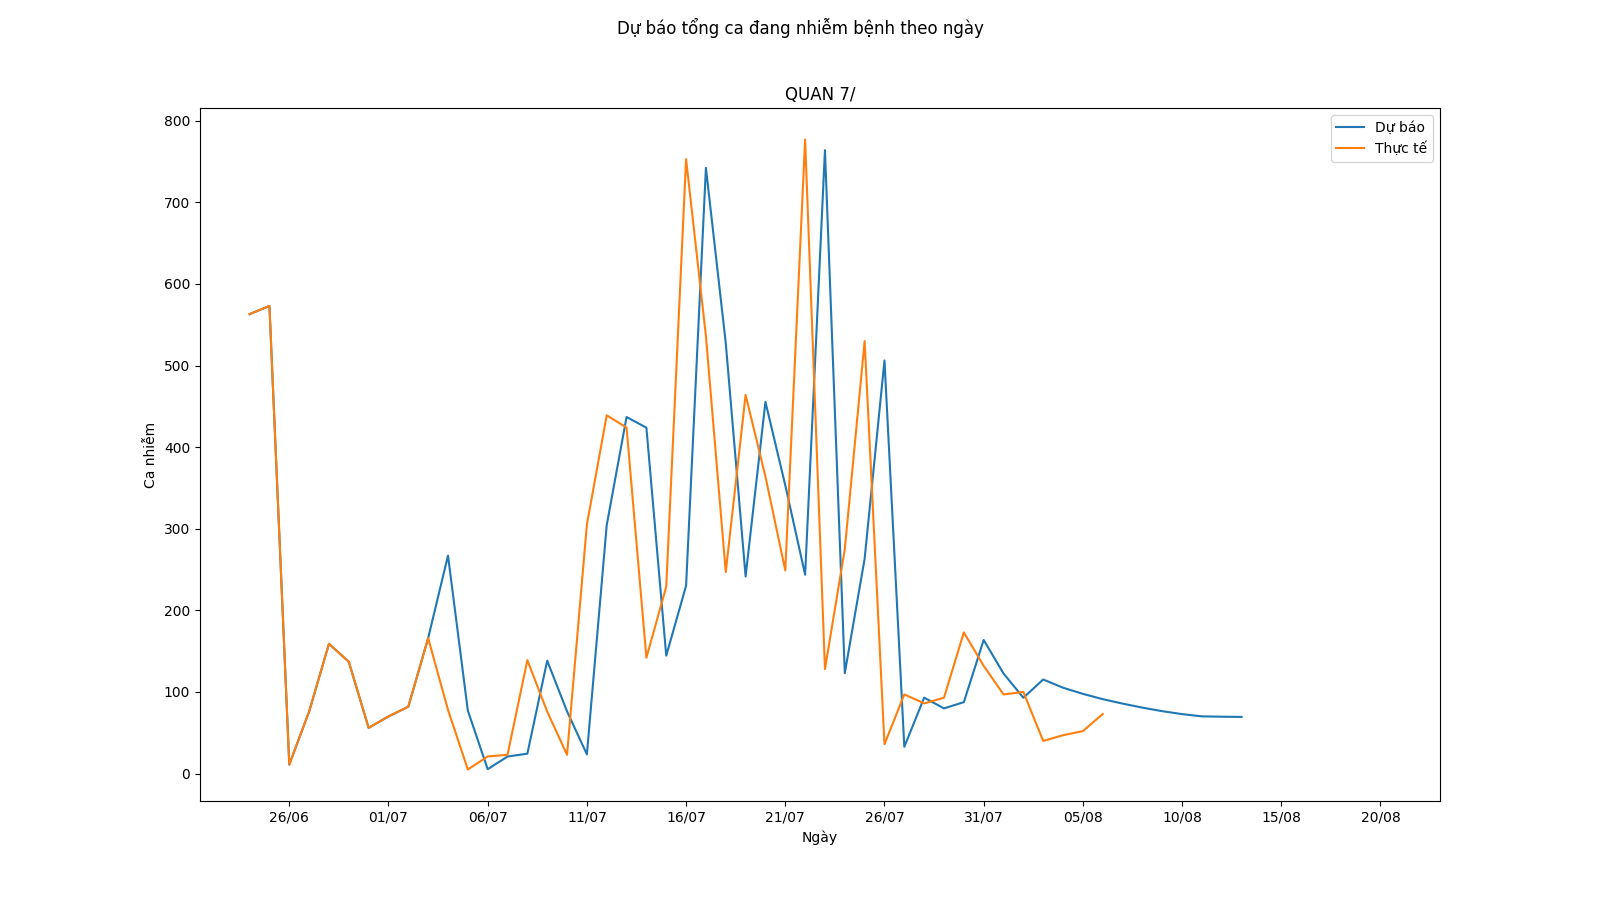 Dự báo tổng ca đang nhiễm bệnh theo ngày
QUAN 7/
Dự báo
Thực tế
800
700
600
500
400
300
200
100
0
Ca nhiễm
26/06 01/07 06/07 11/07 16/07 21/07 26/07 31/07 05/08 10/08 15/08 20/08
Ngày